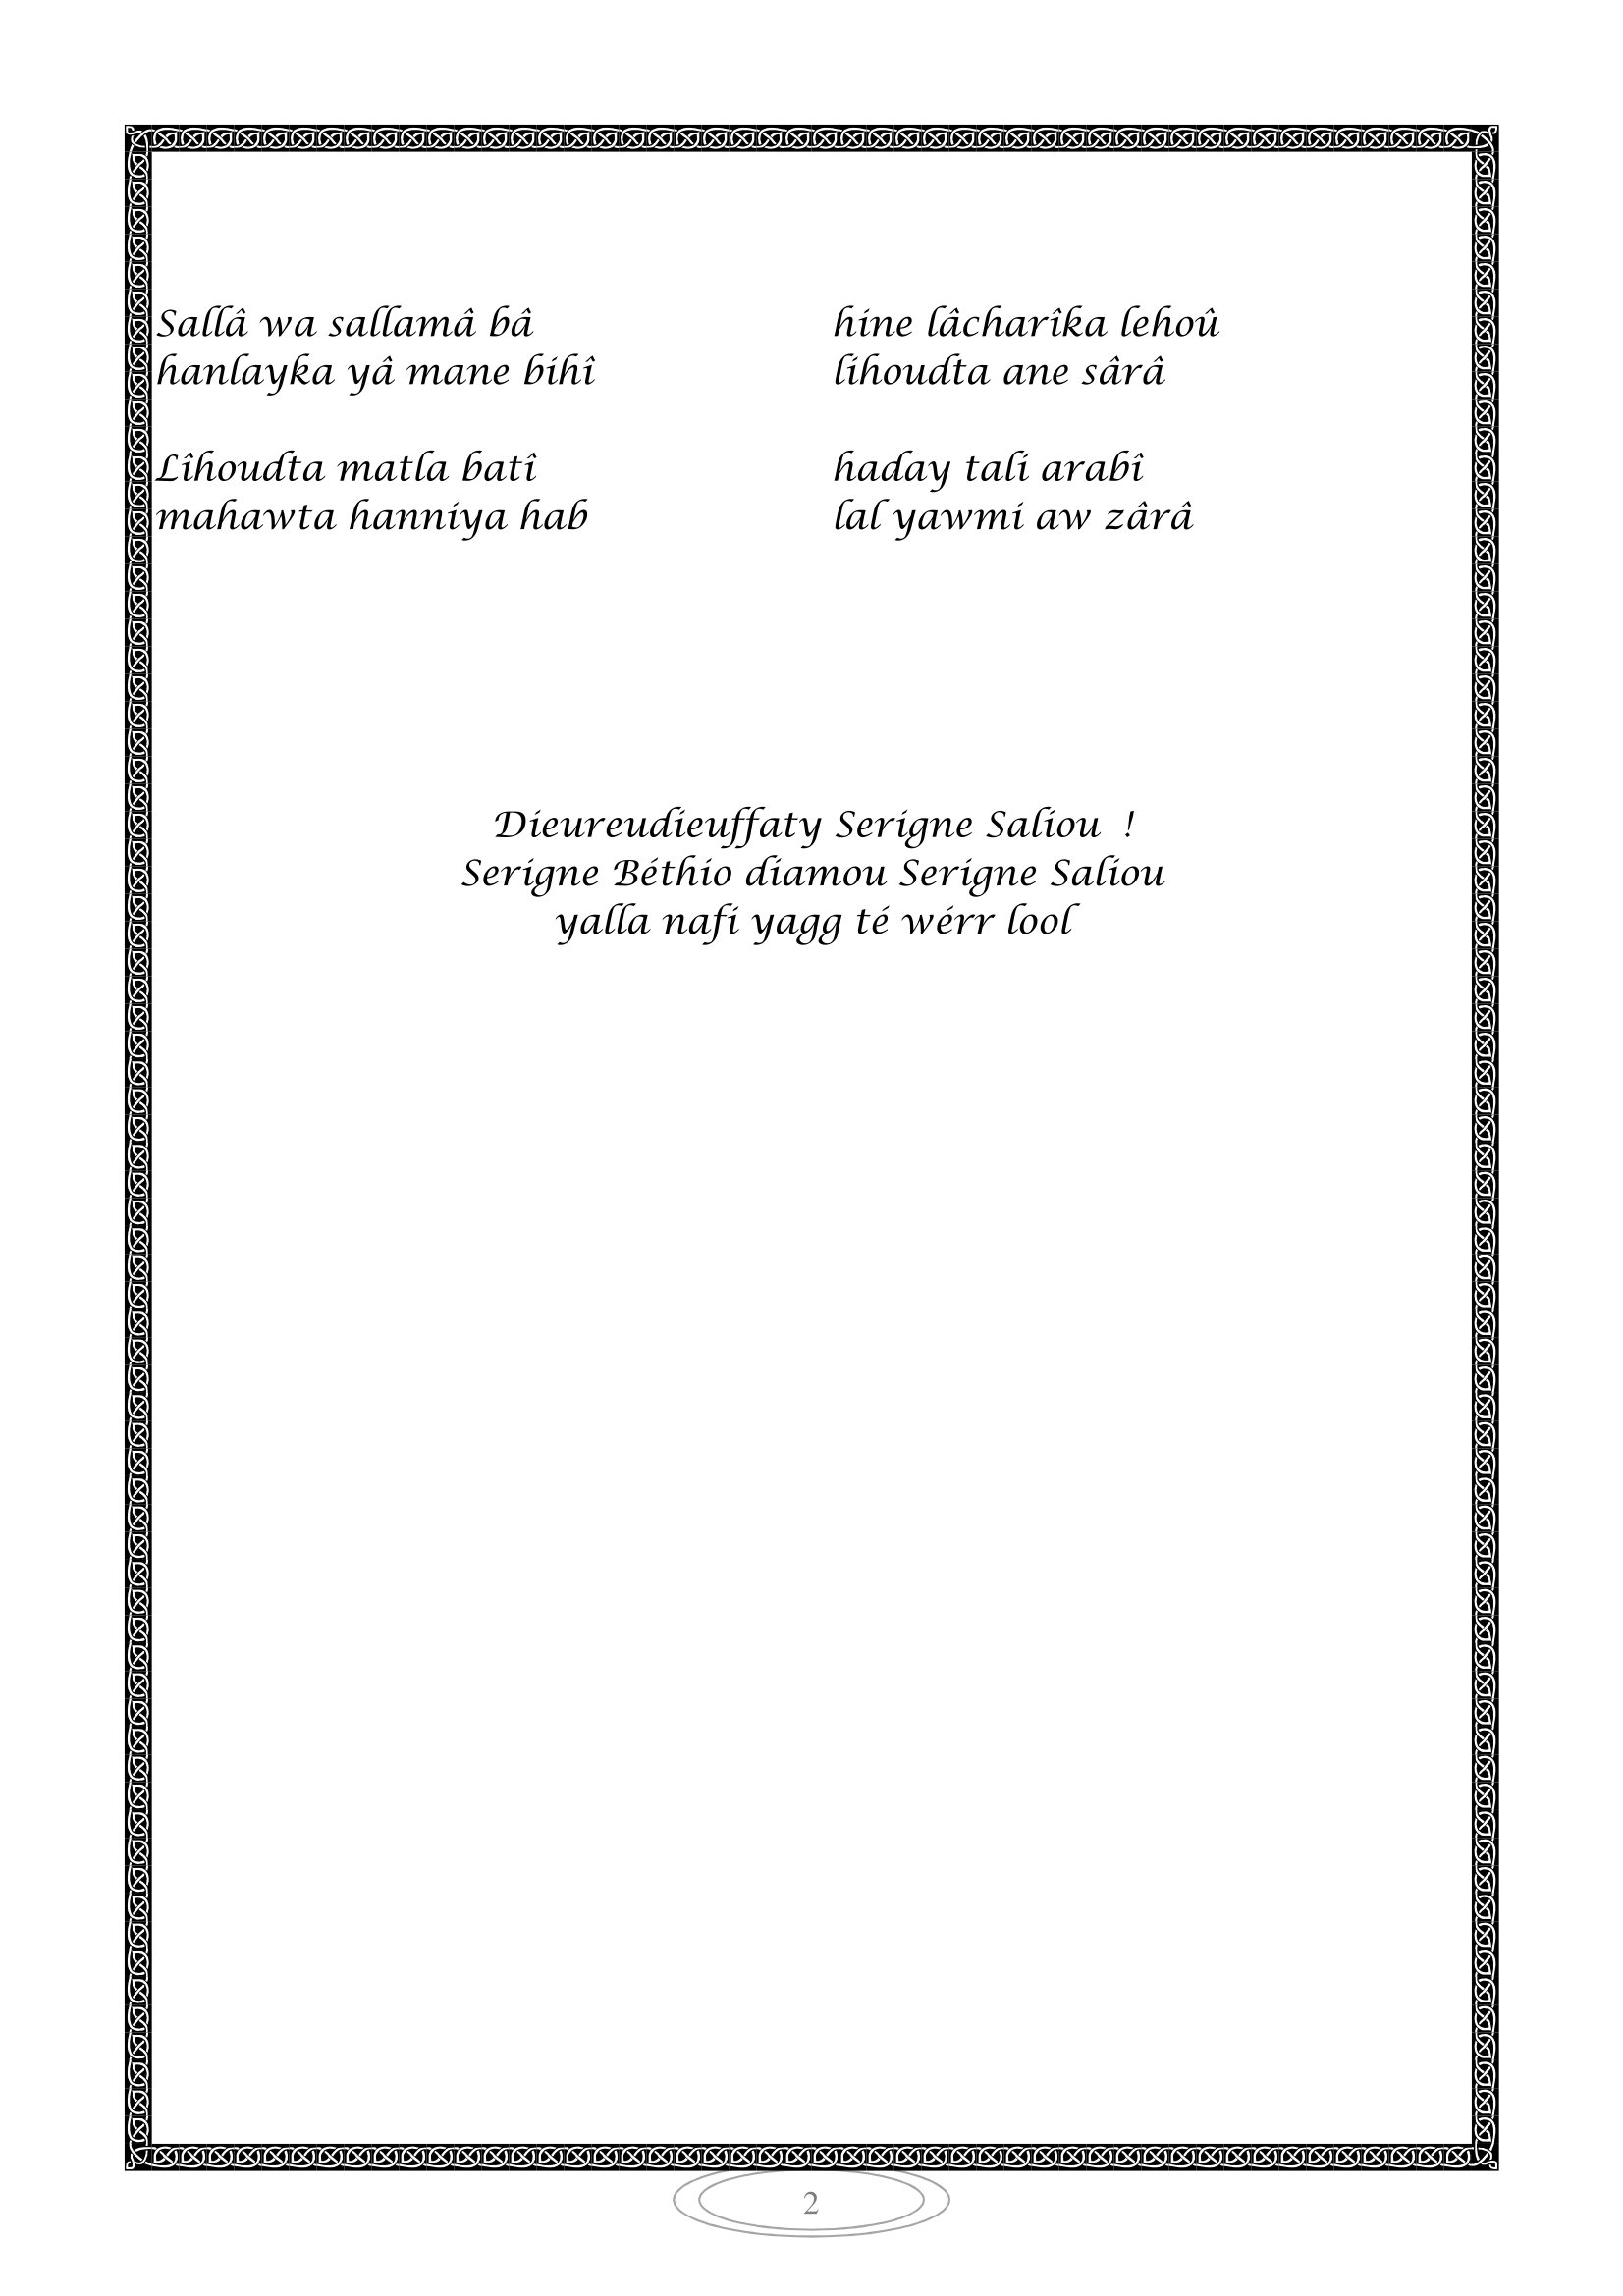 Sallâ wa sallamâ bâ hine lâcharîka lehoû
hanlayka yâ mane bihî lihoudta ane sârâ
Lîhoudta matla batî haday tali arabî
mahawta hanniya hab lal yawmi aw zârâ
Dieureudieuffaty Serigne Saliou !
Serigne Béthio diamou Serigne Saliou
yalla nafi yagg té wérr lool
2